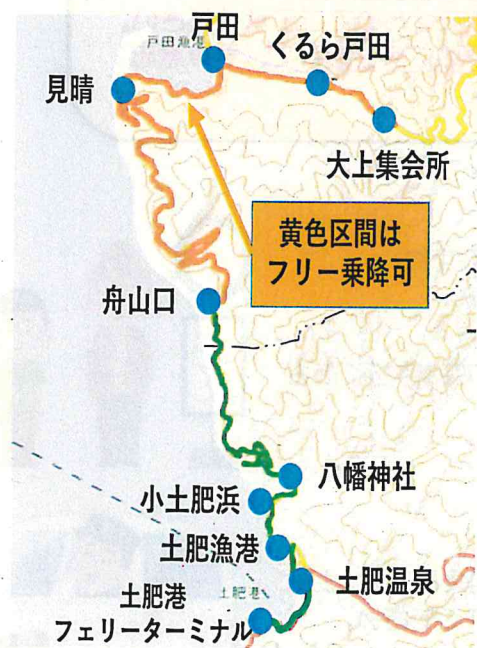 戸田
戸田漁港
くるら戸田
見晴
大上集会所
黄色区間は
フリー乗降可
舟山口
八幡神社
小土肥浜
土肥漁港
土肥温泉
土肥港
土肥港
フェリーターミナル